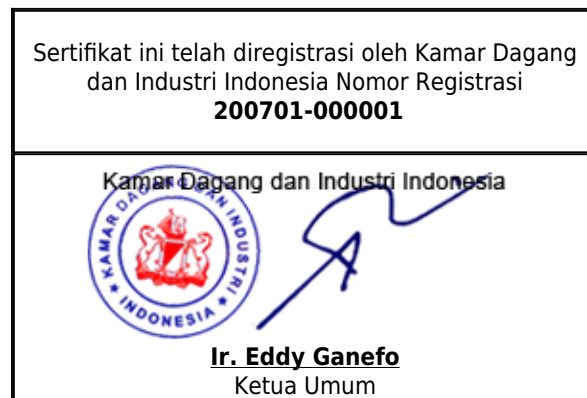 Sertifikat ini telah diregistrasi oleh Kamar Dagang
dan Industri Indonesia Nomor Registrasi
200701-000001
Kamar Dagang dan Industri Indonesia
KAMAR DAGANG DAN INDUSTRI
INDONESIA
Ir. Eddy Ganefo
Ketua Umum